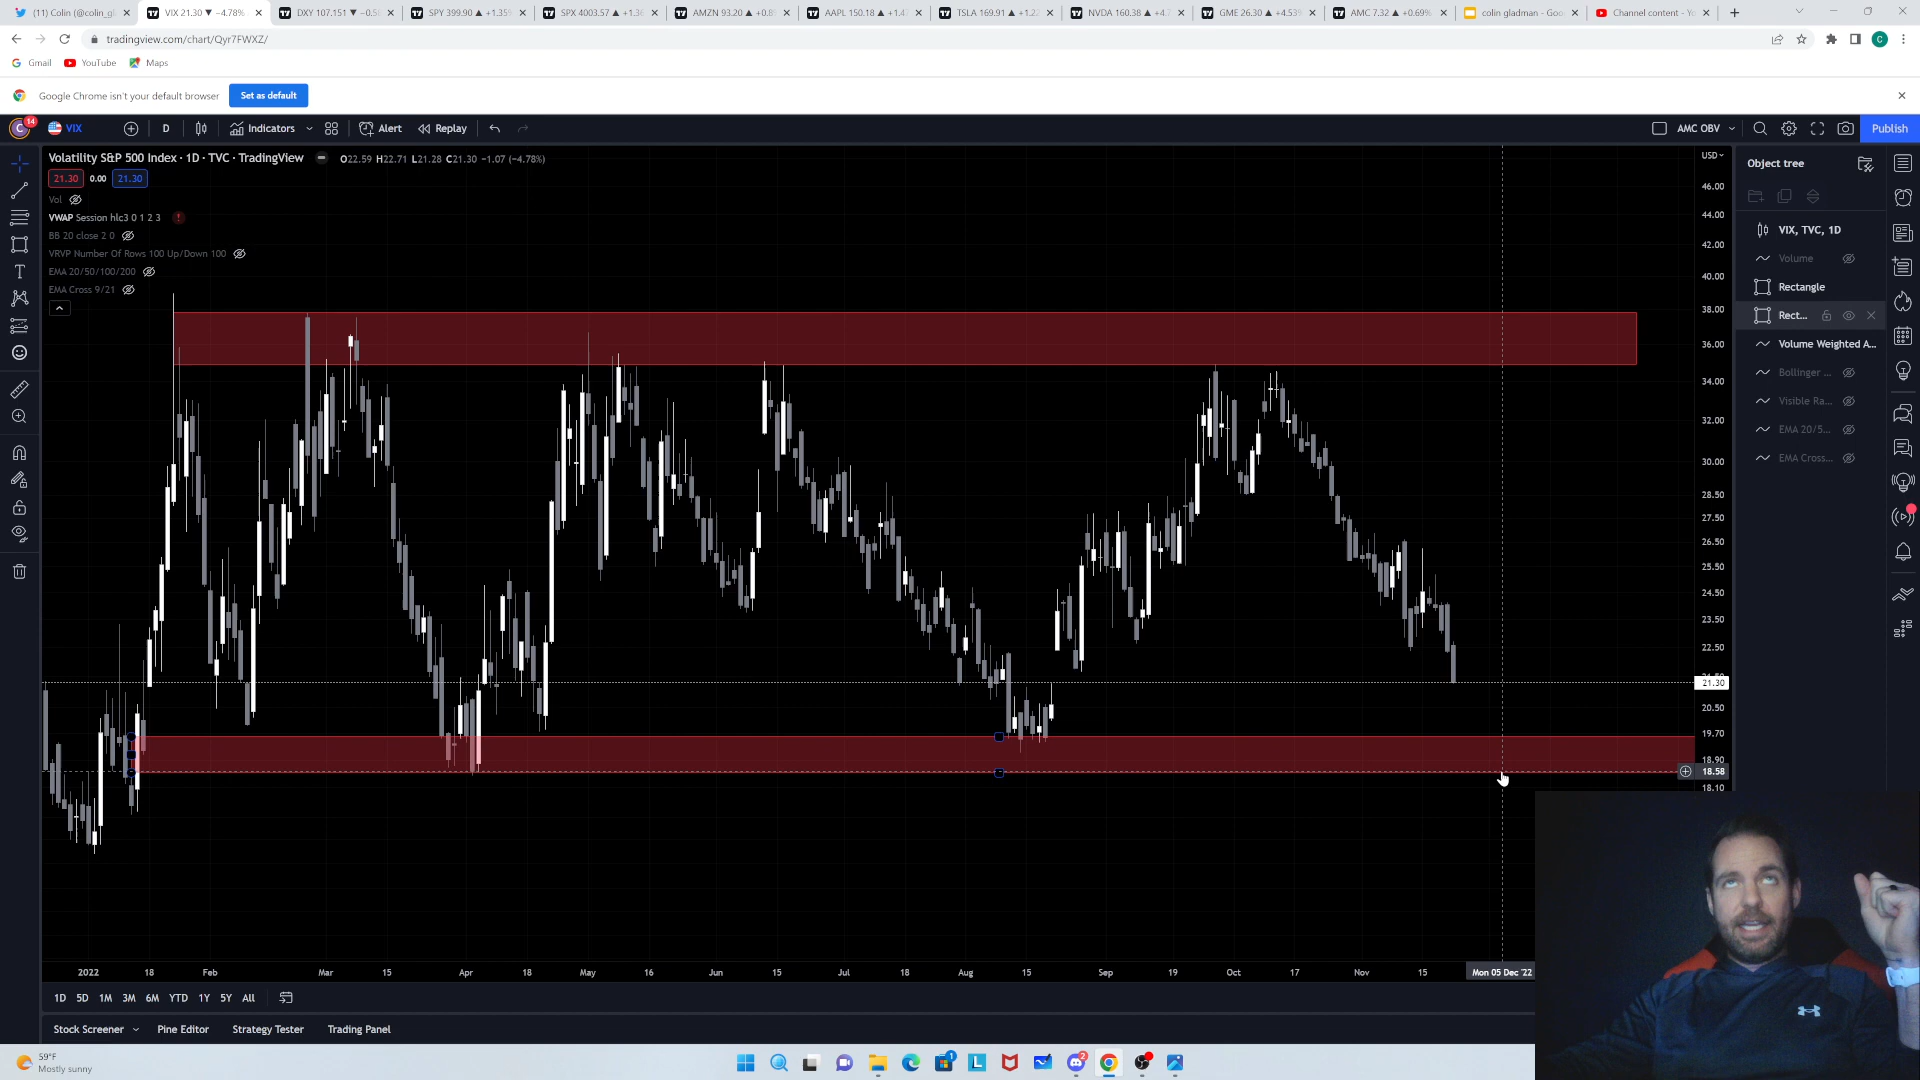 (11) Colin (@colin_gl
VIX 21.30 ▼ −4.78%
DXY 107.151 ▼ −0.5
SPY 399.90 ▲ +1.35%
SPX 4003.57 ▲ +1.36
AMZN 93.20 ▲ +0.8%
AAPL 150.18 ▲ +1.4
TSLA 169.91 ▲ +1.22
NVDA 160.38 ▲ +4.7
GME 26.30 ▲ +4.53%
AMC 7.32 ▲ +0.69%
colin gladman - Goo
Channel content - Yo
tradingview.com/chart/Qyr7FWXZ/
C
Gmail
YouTube
Maps
Google Chrome isn't your default browser
Set as default
C
14
VIX
D
Indicators
Alert
Replay
AMC OBV
Publish
Volatility S&P 500 Index · 1D · TVC · TradingView
O22.59 H22.71 L21.28 C21.30 −1.07 (−4.78%)
21.30
0.00
21.30
Vol
VWAP Session hlc3 0 1 2 3
BB 20 close 2 0
VRVP Number Of Rows 100 Up/Down 100
EMA 20/50/100/200
EMA Cross 9/21
USD
46.00
44.00
42.00
40.00
38.00
36.00
34.00
32.00
30.00
28.50
27.50
26.50
25.50
24.50
23.50
22.50
21.30
20.50
19.70
18.90
18.58
18.10
Object tree
VIX, TVC, 1D
Volume
Rectangle
Rect...
Volume Weighted A...
Bollinger ...
Visible Ra...
EMA 20/5...
EMA Cross...
2022
18
Feb
Mar
15
Apr
18
May
16
Jun
15
Jul
18
Aug
15
Sep
19
Oct
17
Nov
15
Mon 05 Dec '22
1D
5D
1M
3M
6M
YTD
1Y
5Y
All
Stock Screener
Pine Editor
Strategy Tester
Trading Panel
59°F
Mostly sunny
1
L
2